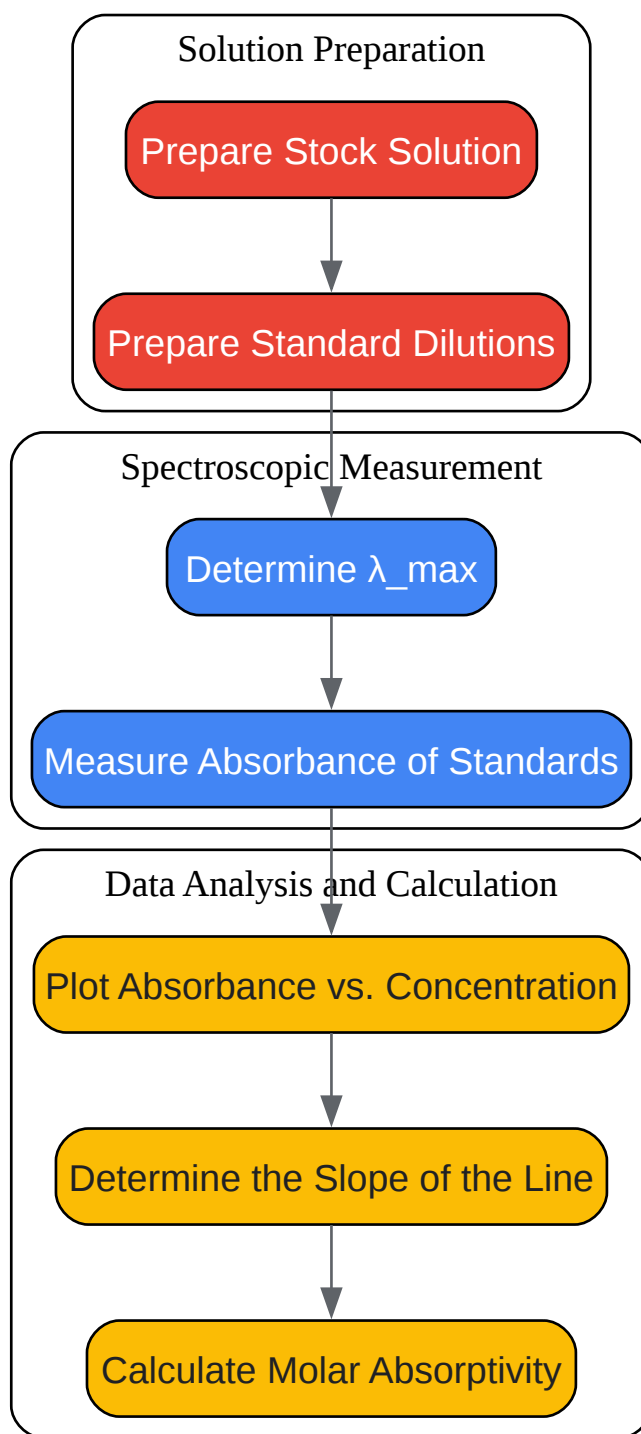 Solution Preparation
Prepare Stock Solution
Prepare Standard Dilutions
Spectroscopic Measurement
Determine λ_max
Measure Absorbance of Standards
Data Analysis and Calculation
Plot Absorbance vs. Concentration
Determine the Slope of the Line
Calculate Molar Absorptivity